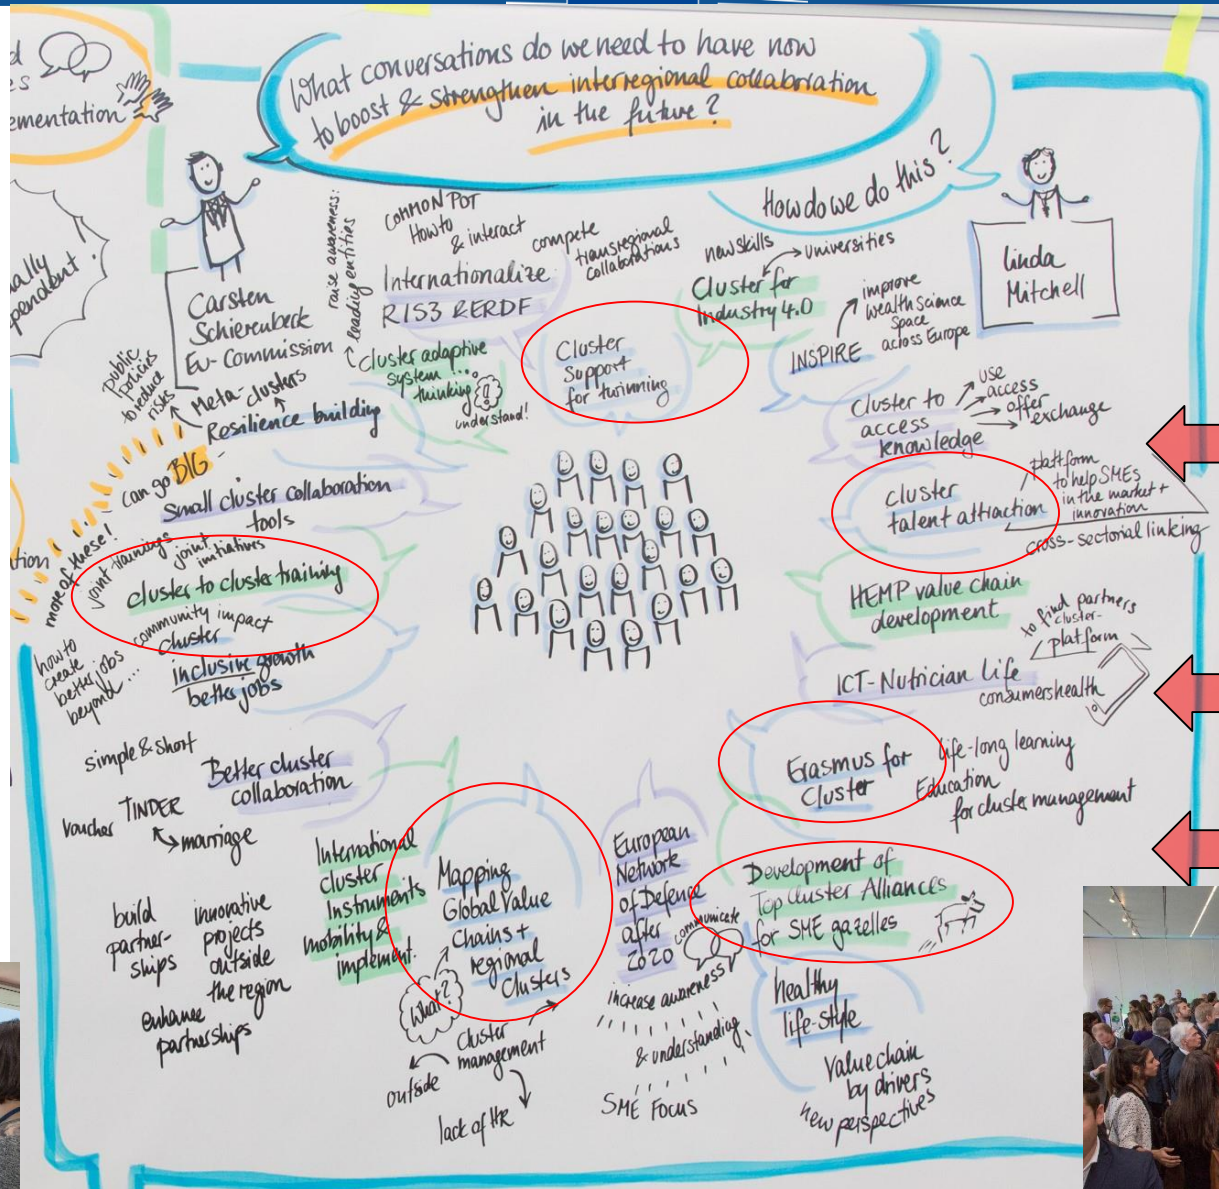 d
es
ementation
nally
pendent!
What conversations do we need to have now
to boost & strengthen interregional collaboration
in the future?
How do we do this?
Carsten
Schierenbeck
EU-Commission
Linda
Mitchell
raise awareness:
leading entities
COMMON POT
How to
& interact
compete
transregional
collaborations
Internationalize
RIS3 RERDF
new skills
universities
Cluster for
Industry 4.0
INSPIRE
improve
wealth Science
Space
across Europe
Cluster
Support
for twinning
cluster adaptive
system ...
thinking
!
understand!
public
policies
to reduce
risks
Meta-clusters
Resilience building
can go BIG
Small cluster collaboration
tools
Cluster to
access
knowledge
use
access
offer
exchange
cluster
talent attraction
platform
to help SMEs
in the market +
innovation
cross-sectorial linking
tion
more of these!
joint trainings
joint
initiatives
cluster to cluster training
community impact
cluster
inclusive growth
better jobs
how to
create
better jobs
beyond ...
HEMP value chain
development
to find partners
cluster-
platform
ICT-Nutrician Life
consumershealth
simple & short
Better cluster
collaboration
voucher
TINDER
marriage
build
partner-
ships
innovative
projects
outside
the region
enhance
partnerships
International
cluster
Instruments
mobility &
implement.
Mapping
Global Value
Chains +
regional
Clusters
What?
Cluster
management
outside
lack of HR
European
Network
of Defence
after
2020
communicate
increase awareness
& understanding
SME FOCUS
Erasmus for
Cluster
life-long learning
Education
for cluster management
Development of
Top Cluster Alliances
for SME gazelles
healthy
life-style
value chain
by drivers
new perspectives